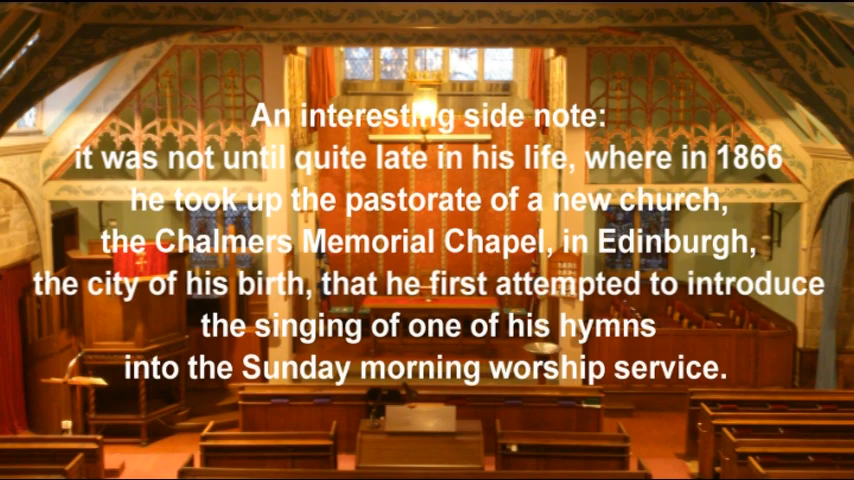 An interesting side note:
it was not until quite late in his life, where in 1866
he took up the pastorate of a new church,
the Chalmers Memorial Chapel, in Edinburgh,
the city of his birth, that he first attempted to introduce
the singing of one of his hymns
into the Sunday morning worship service.